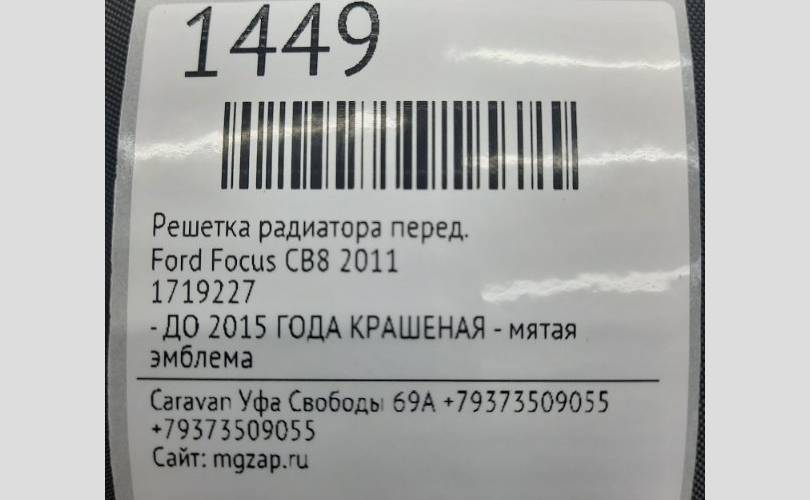 1449
Решетка радиатора перед.
Ford Focus CB8 2011
1719227
- ДО 2015 ГОДА КРАШЕНАЯ - мятая
эмблема
Caravan Уфа Свободы 69А +79373509055
+79373509055
Сайт: mgzap.ru